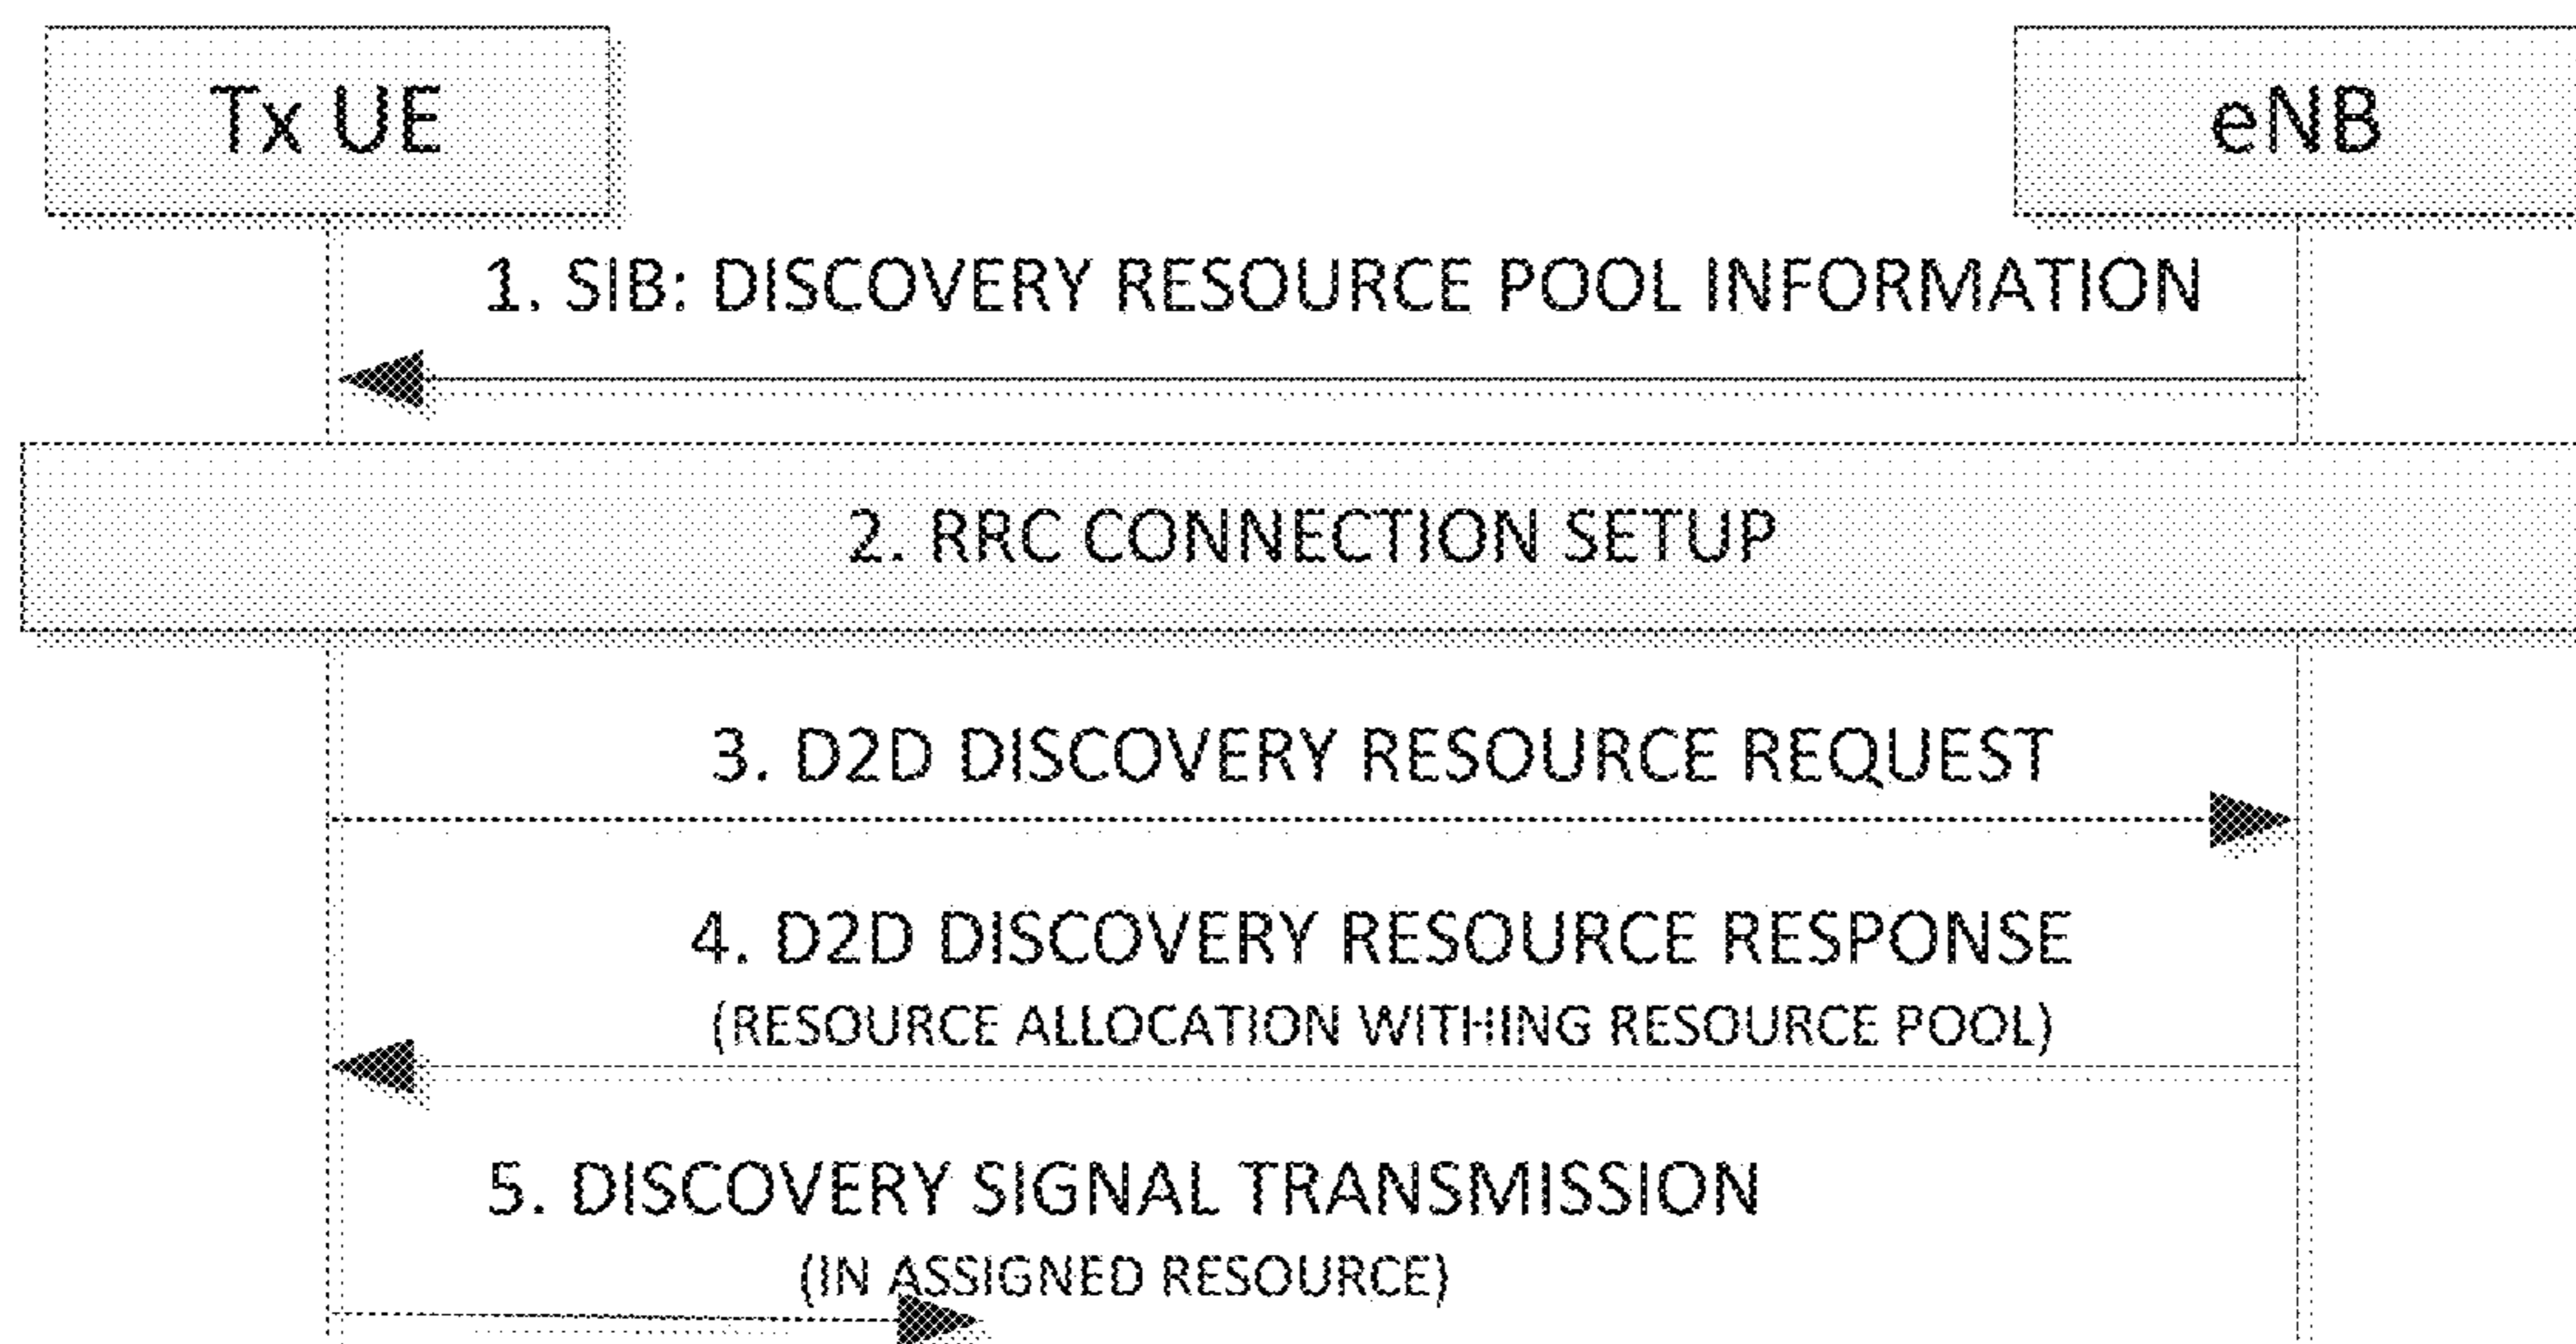 Tx UE
eNB
1. SIB: DISCOVERY RESOURCE POOL INFORMATION
2. RRC CONNECTION SETUP
3. D2D DISCOVERY RESOURCE REQUEST
4. D2D DISCOVERY RESOURCE RESPONSE
(RESOURCE ALLOCATION WITHING RESOURCE POOL)
5. DISCOVERY SIGNAL TRANSMISSION
(IN ASSIGNED RESOURCE)